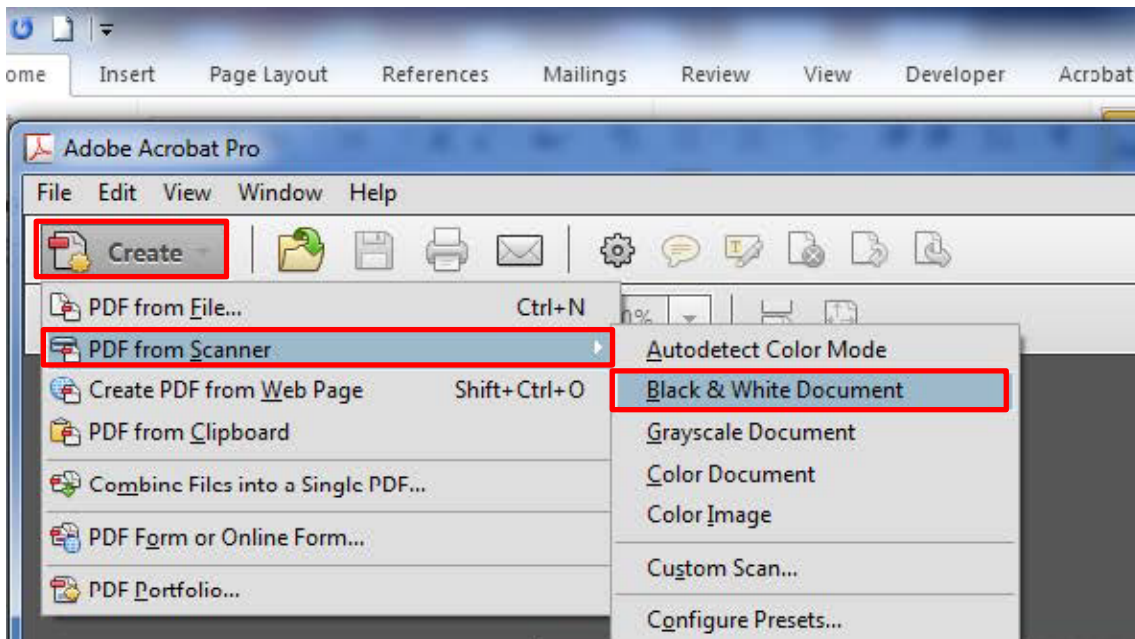 ome Insert Page Layout References Mailings Review View Developer Acrobat
Adobe Acrobat Pro
File Edit View Window Help
Create
PDF from File... Ctrl+N
PDF from Scanner
Create PDF from Web Page Shift+Ctrl+O
PDF from Clipboard
Combine Files into a Single PDF...
PDF Form or Online Form...
PDF Portfolio...
Autodetect Color Mode
Black & White Document
Grayscale Document
Color Document
Color Image
Custom Scan...
Configure Presets...